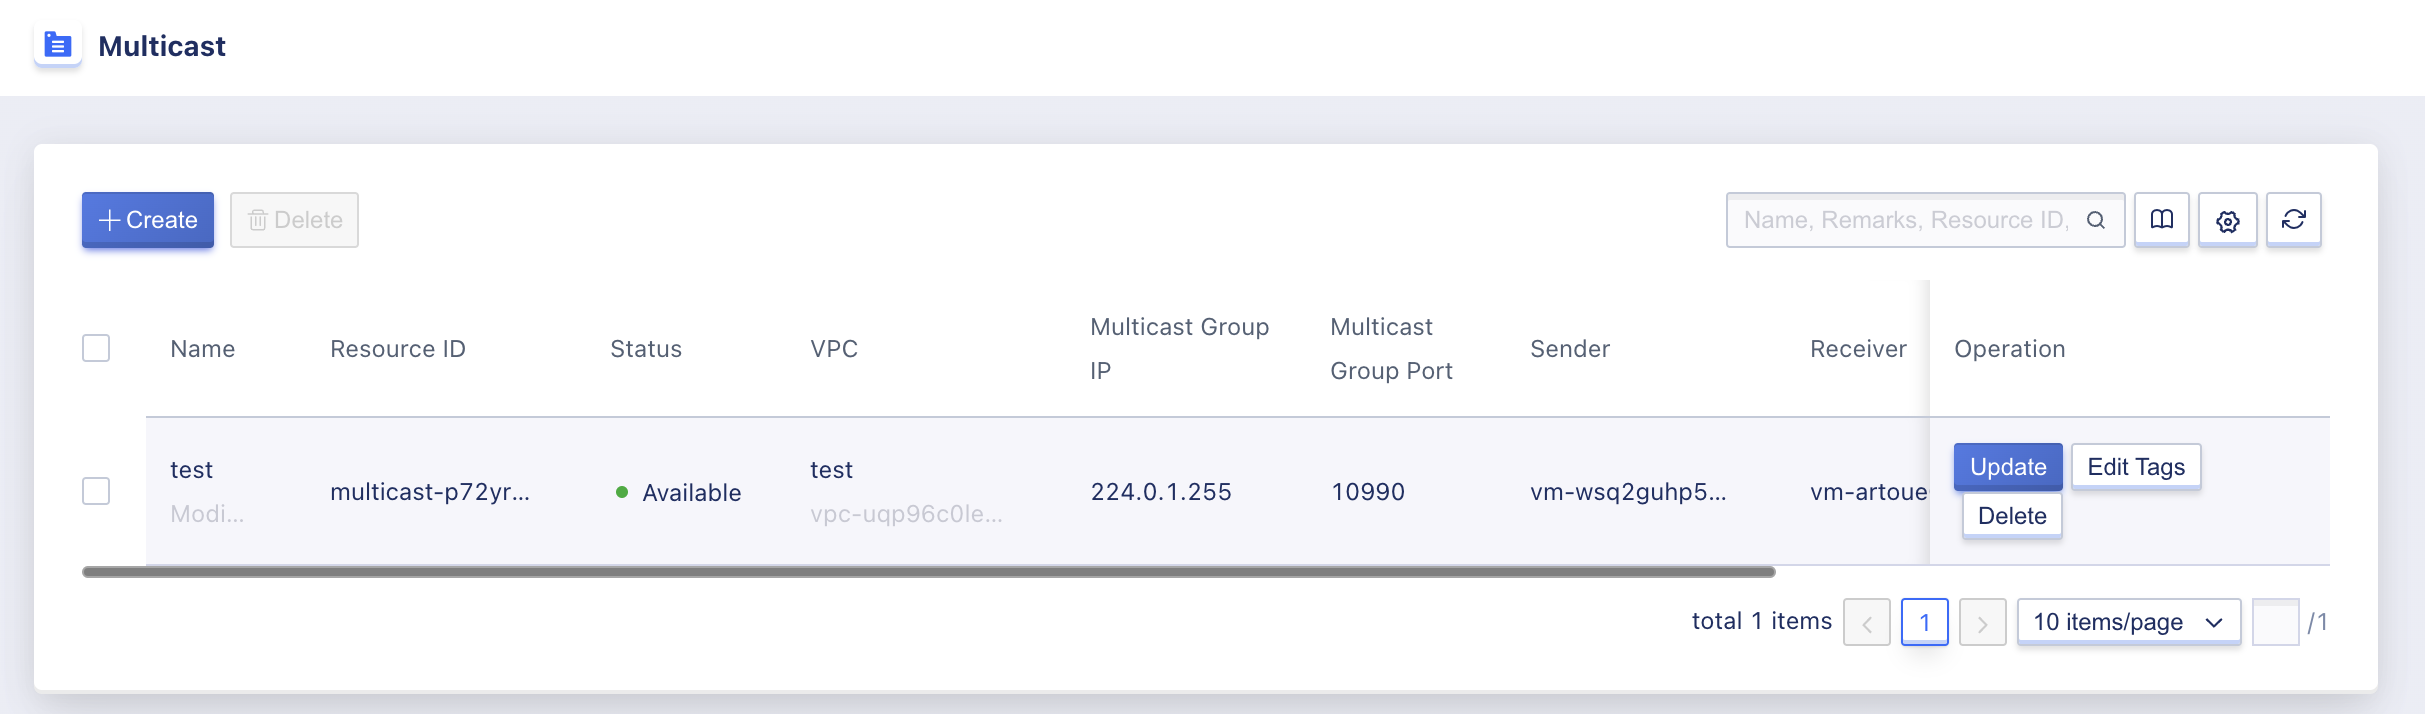 Multicast
Create Delete Name, Remarks, Resource ID,
Name Resource ID Status VPC Multicast Group IP Multicast Group Port Sender Receiver Operation
test multicast-p72yr... Available test 224.0.1.255 10990 vm-wsq2guhp5... vm-artoue Update Edit Tags
Modi... vpc-uqp96c0le... Delete
total 1 items 1 10 items/page /1